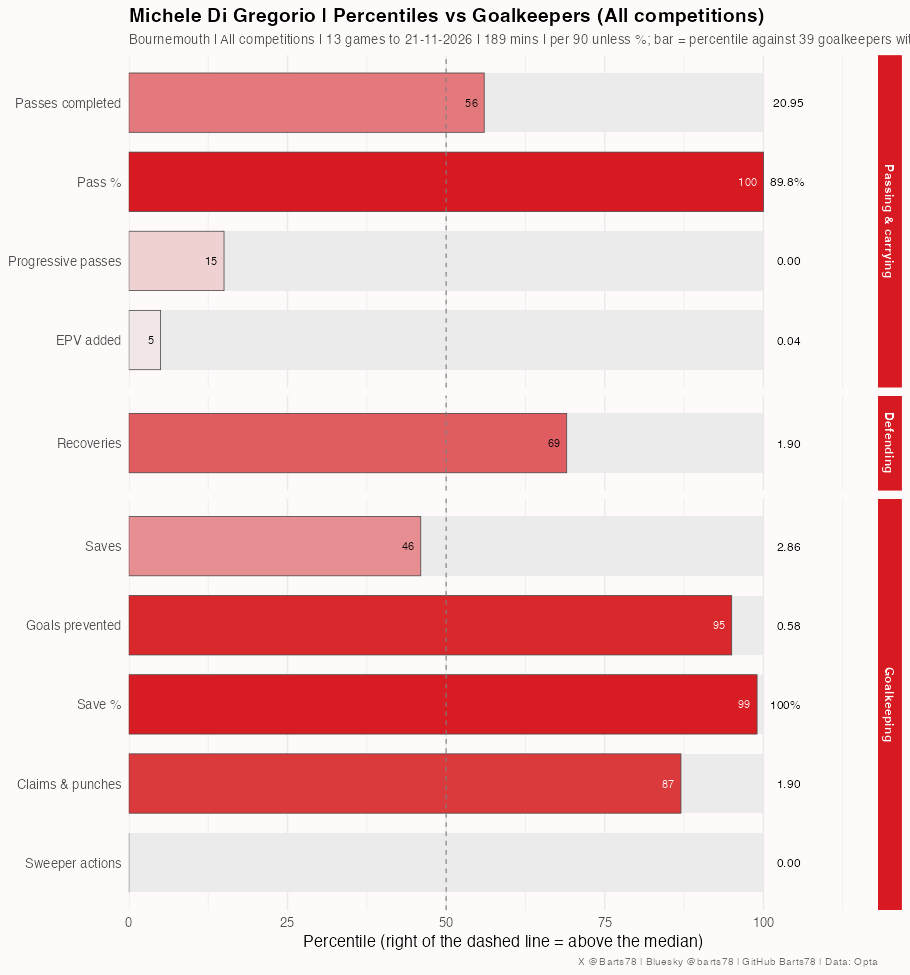 Michele Di Gregorio | Percentiles vs Goalkeepers (All competitions)
Bournemouth | All competitions | 13 games to 21-11-2026 | 189 mins | per 90 unless %; bar = percentile against 39 goalkeepers wit
Passes completed 56 20.95
Pass % 100 89.8%
Progressive passes 15 0.00
EPV added 5 0.04
Passing & carrying
Recoveries 69 1.90
Defending
Saves 46 2.86
Goals prevented 95 0.58
Save % 99 100%
Claims & punches 87 1.90
Sweeper actions 0.00
Goalkeeping
0 25 50 75 100
Percentile (right of the dashed line = above the median)
X @Barts78 | Bluesky @barts78 | GitHub Barts78 | Data: Opta